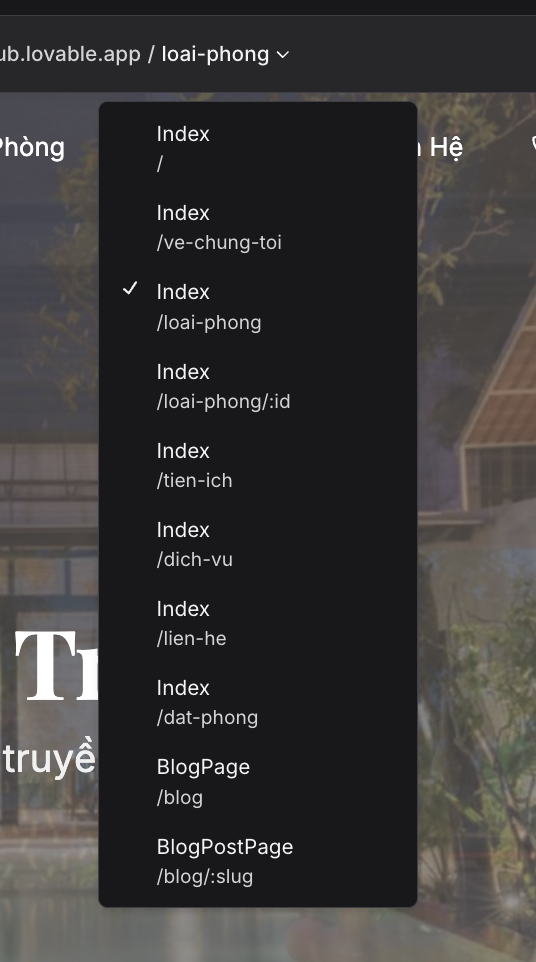 ub.lovable.app / loai-phong
Phòng
Hệ
Index
/
Index
/ve-chung-toi
Index
/loai-phong
Index
/loai-phong/:id
Index
/tien-ich
Index
/dich-vu
Index
/lien-he
Index
/dat-phong
BlogPage
/blog
BlogPostPage
/blog/:slug
truyề